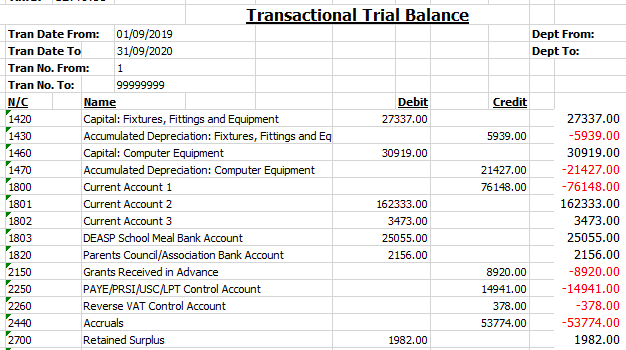 Transactional Trial Balance
Tran Date From: 01/09/2019 Dept From:
Tran Date To 31/09/2020 Dept To:
Tran No. From: 1
Tran No. To: 99999999
N/C Name Debit Credit
1420 Capital: Fixtures, Fittings and Equipment 27337.00 27337.00
1430 Accumulated Depreciation: Fixtures, Fittings and Eq 5939.00 -5939.00
1460 Capital: Computer Equipment 30919.00 30919.00
1470 Accumulated Depreciation: Computer Equipment 21427.00 -21427.00
1800 Current Account 1 76148.00 -76148.00
1801 Current Account 2 162333.00 162333.00
1802 Current Account 3 3473.00 3473.00
1803 DEASP School Meal Bank Account 25055.00 25055.00
1820 Parents Council/Association Bank Account 2156.00 2156.00
2150 Grants Received in Advance 8920.00 -8920.00
2250 PAYE/PRSI/USC/LPT Control Account 14941.00 -14941.00
2260 Reverse VAT Control Account 378.00 -378.00
2440 Accruals 53774.00 -53774.00
2700 Retained Surplus 1982.00 1982.00